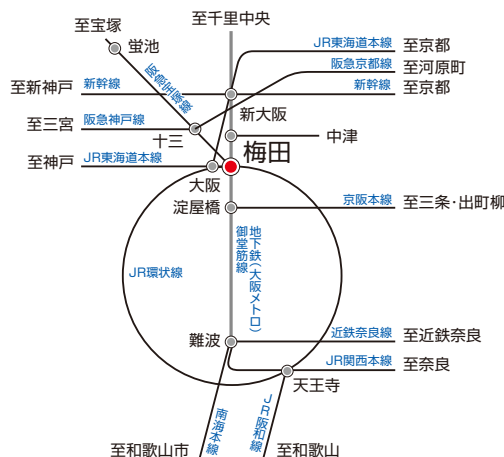 至宝塚
至千里中央
蛍池
JR東海道本線
至京都
阪急宝塚線
阪急京都線
至河原町
至新神戸
新幹線
新幹線
至京都
新大阪
至三宮
阪急神戸線
十三
中津
梅田
至神戸
JR東海道本線
大阪
淀屋橋
京阪本線
至三条・出町柳
地下鉄(大阪メトロ)
御堂筋線
JR環状線
難波
近鉄奈良線
至近鉄奈良
JR関西本線
至奈良
天王寺
南海本線
JR阪和線
至和歌山市
至和歌山